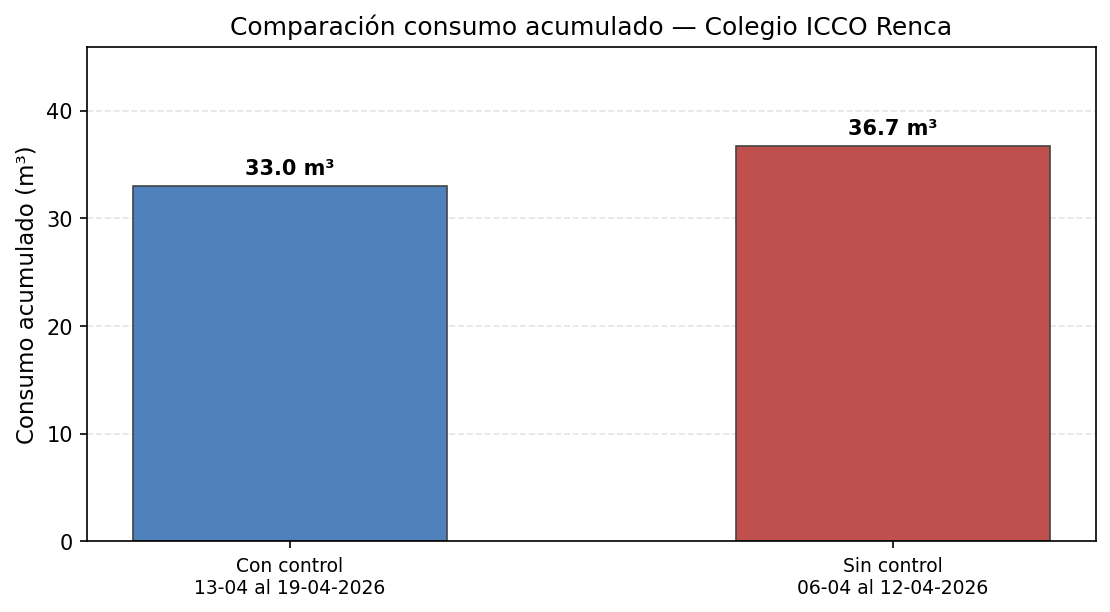 Comparación consumo acumulado — Colegio ICCO Renca
Consumo acumulado (m³)
40
30
20
10
0
33.0 m³
36.7 m³
Con control
13-04 al 19-04-2026
Sin control
06-04 al 12-04-2026